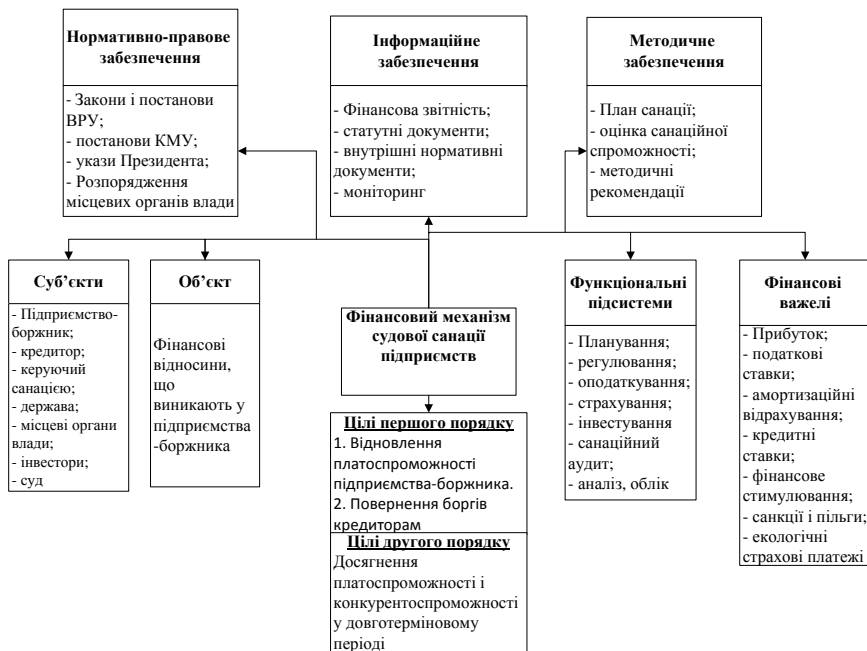 Нормативно-правове
забезпечення
- Закони і постанови
ВРУ;
- постанови КМУ;
- укази Президента;
- Розпорядження
місцевих органів влади
Інформаційне
забезпечення
- Фінансова звітність;
- статутні документи;
- внутрішні нормативні
документи;
- моніторинг
Методичне
забезпечення
- План санації;
- оцінка санаційної
спроможності;
- методичні
рекомендації
Суб’єкти
- Підприємство-
боржник;
- кредитор;
- керуючий
санацією;
- держава;
- місцеві органи
влади;
- інвестори;
- суд
Об’єкт
Фінансові
відносини,
що
виникають у
підприємства
-боржника
Фінансовий механізм
судової санації
підприємств
Цілі першого порядку
1. Відновлення
платоспроможності
підприємства-боржника.
2. Повернення боргів
кредиторам
Цілі другого порядку
Досягнення
платоспроможності і
конкурентоспроможності
у довготерміновому
періоді
Функціональні
підсистеми
- Планування;
- регулювання;
- оподаткування;
- страхування;
- інвестування
- санаційний
аудит;
- аналіз, облік
Фінансові
важелі
- Прибуток;
- податкові
ставки;
- амортизаційні
відрахування;
- кредитні
ставки;
- фінансове
стимулювання;
- санкції і пільги;
- екологічні
страхові платежі